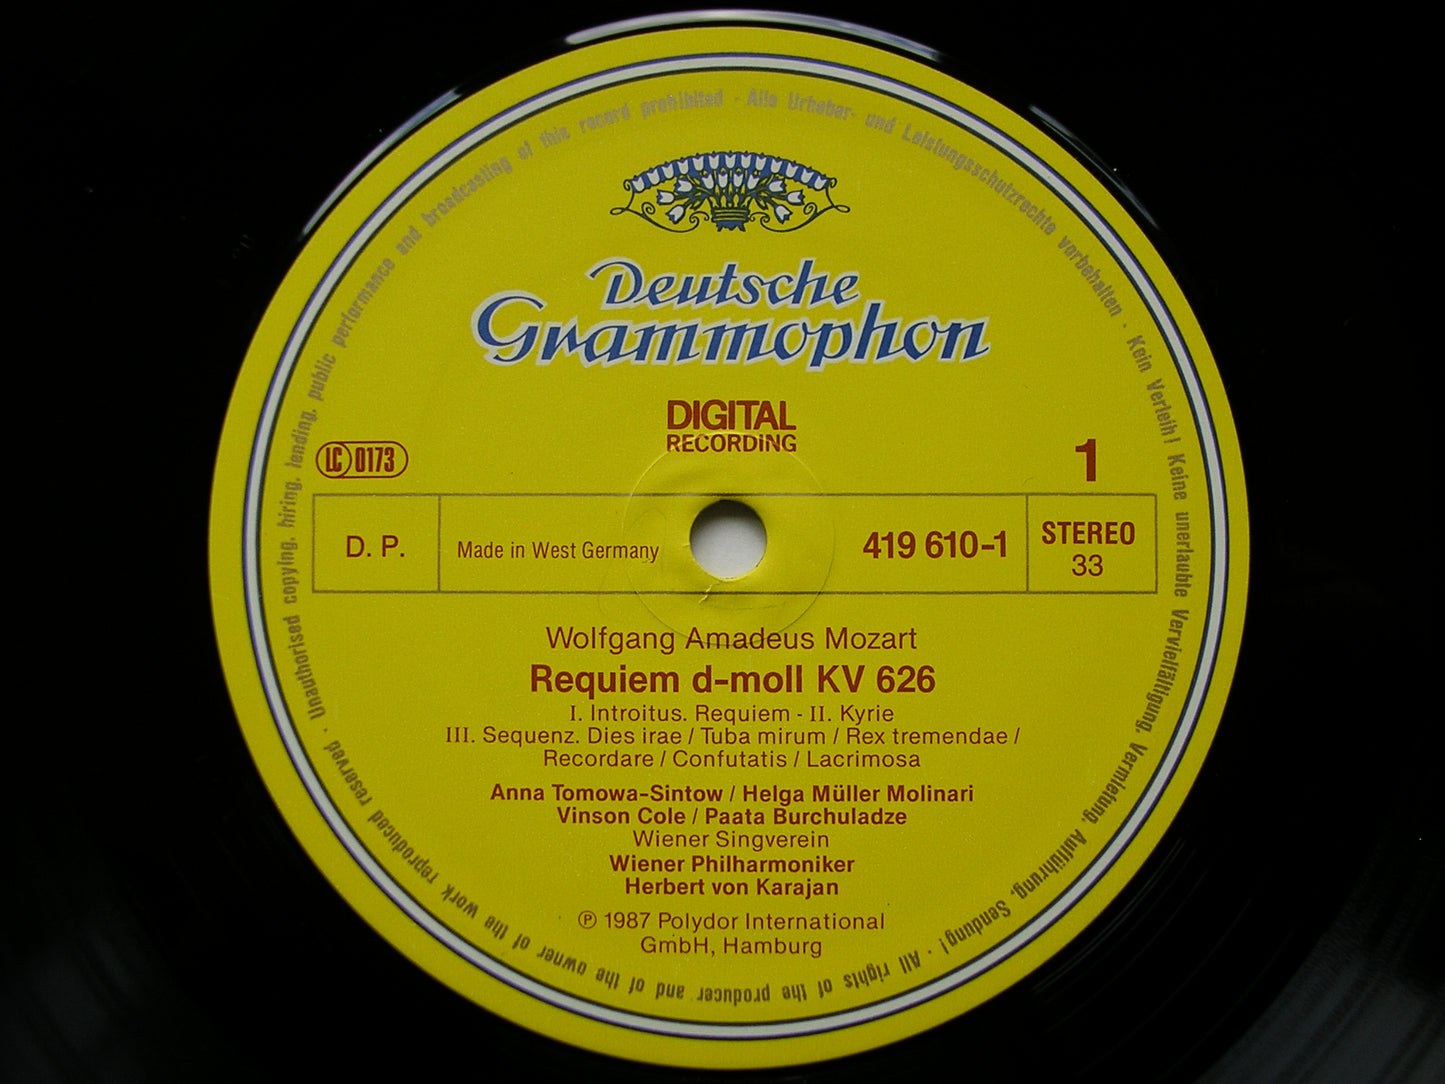 Deutsche
Grammophon
DIGITAL
RECORDING
LC 0173
1
D. P.
Made in West Germany
419 610-1
STEREO
33
Wolfgang Amadeus Mozart
Requiem d-moll KV 626
I. Introitus. Requiem - II. Kyrie
III. Sequenz. Dies irae / Tuba mirum / Rex tremendae /
Recordare / Confutatis / Lacrimosa
Anna Tomowa-Sintow / Helga Müller Molinari
Vinson Cole / Paata Burchuladze
Wiener Singverein
Wiener Philharmoniker
Herbert von Karajan
℗ 1987 Polydor International
GmbH, Hamburg
Alle Urheber- und Leistungsschutzrechte vorbehalten · Kein Verleih! Keine unerlaubte Vervielfältigung, Vermietung, Aufführung, Sendung! · All rights of the producer and of the owner of the work reproduced reserved · Unauthorised copying, hiring, lending, public performance and broadcasting of this record prohibited ·